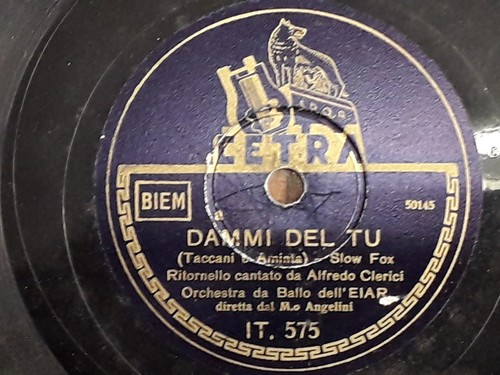 S.P.Q.R.
CETRA
BIEM
50145
DAMMI DEL TU
(Taccani e Aminta) - Slow Fox
Ritornello cantato da Alfredo Clerici
Orchestra da Ballo dell'EIAR
diretta dal M.o Angelini
IT. 575